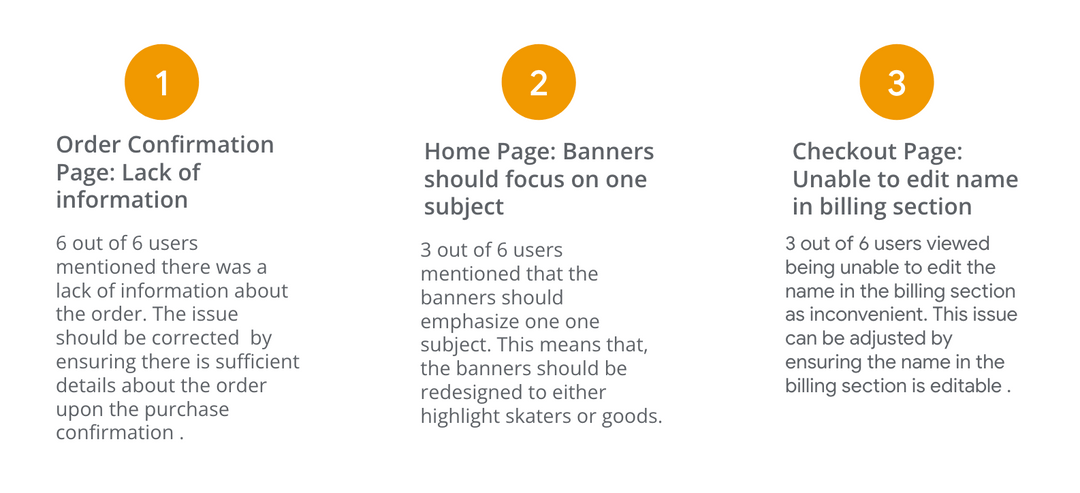 1
Order Confirmation
Page: Lack of
information
6 out of 6 users
mentioned there was a
lack of information about
the order. The issue
should be corrected  by
ensuring there is sufficient
details about the order
upon the purchase
confirmation .
2
Home Page: Banners
should focus on one
subject
3 out of 6 users
mentioned that the
banners should
emphasize one one
subject. This means that,
the banners should be
redesigned to either
highlight skaters or goods.
3
Checkout Page:
Unable to edit name
in billing section
3 out of 6 users viewed
being unable to edit the
name in the billing section
as inconvenient. This issue
can be adjusted by
ensuring the name in the
billing section is editable .